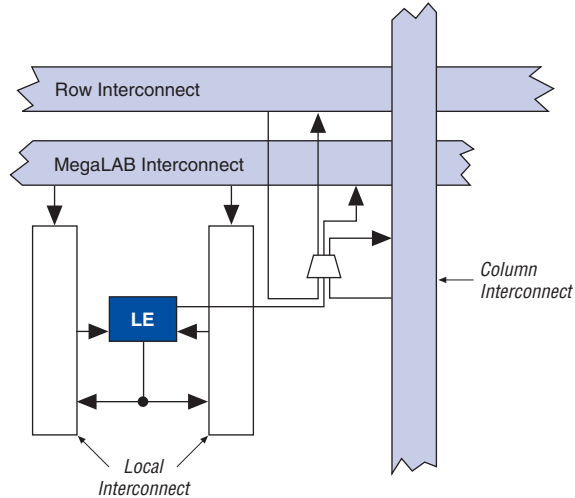 Row Interconnect
MegaLAB Interconnect
Column
Interconnect
LE
Local
Interconnect